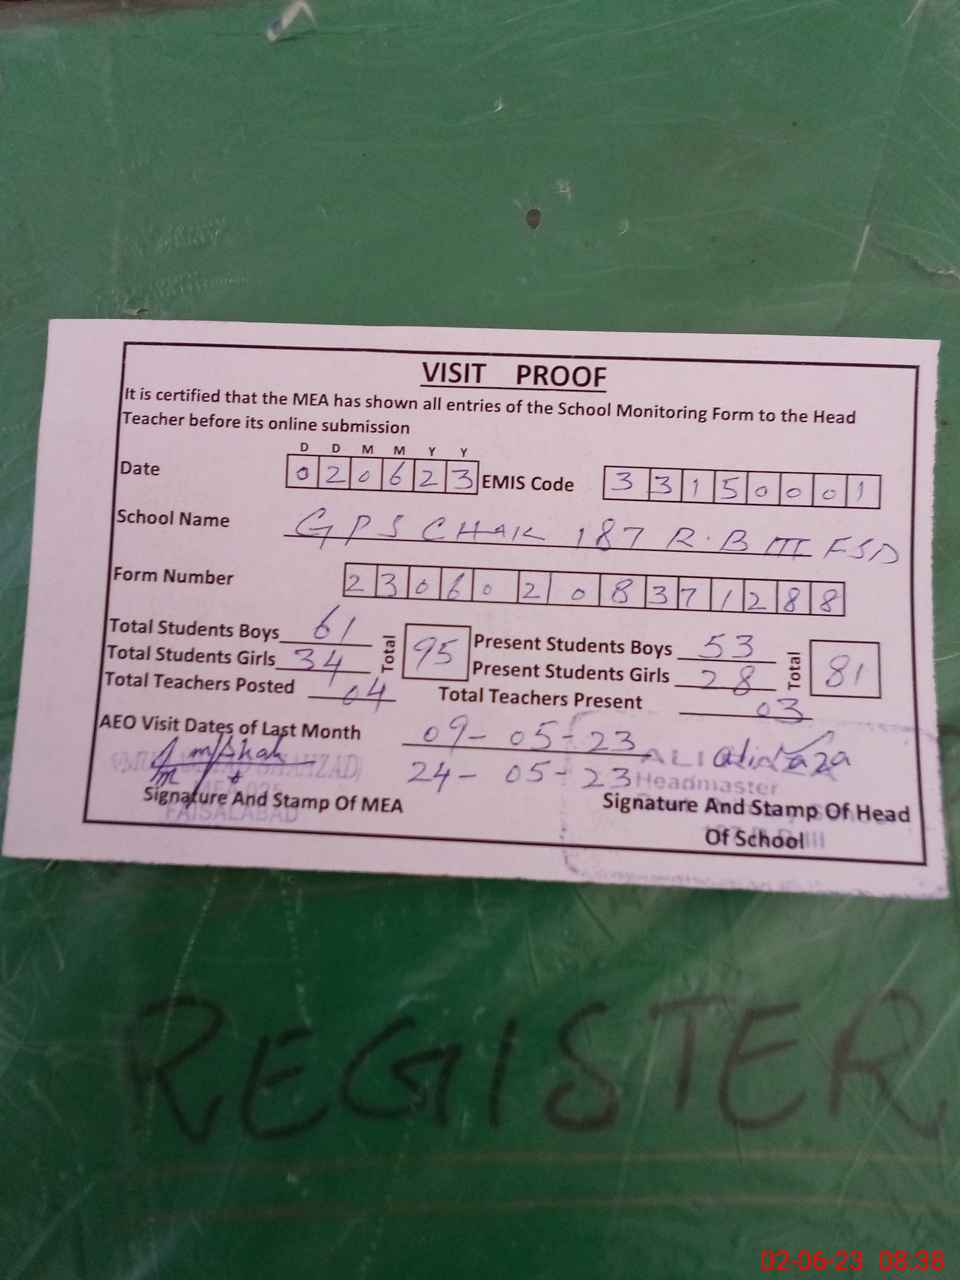 VISIT PROOF
It is certified that the MEA has shown all entries of the School Monitoring Form to the Head
Teacher before its online submission
D D M M Y Y
Date 0 2 0 6 2 3 EMIS Code 3 3 1 5 0 0 0 1
School Name GPS CHAK 187 R.B III FSD
Form Number 2 3 0 6 0 2 0 8 3 7 1 2 8 8
Total Students Boys 61 Total 95 Present Students Boys 53 Total 81
Total Students Girls 34 Present Students Girls 28
Total Teachers Posted 04 Total Teachers Present 03
AEO Visit Dates of Last Month 09-05-23
24-05-23
ALI
Headmaster
Signature And Stamp Of MEA
FAISALABAD
Signature And Stamp Of Head
Of School
REGISTER
02-06-23 08:38